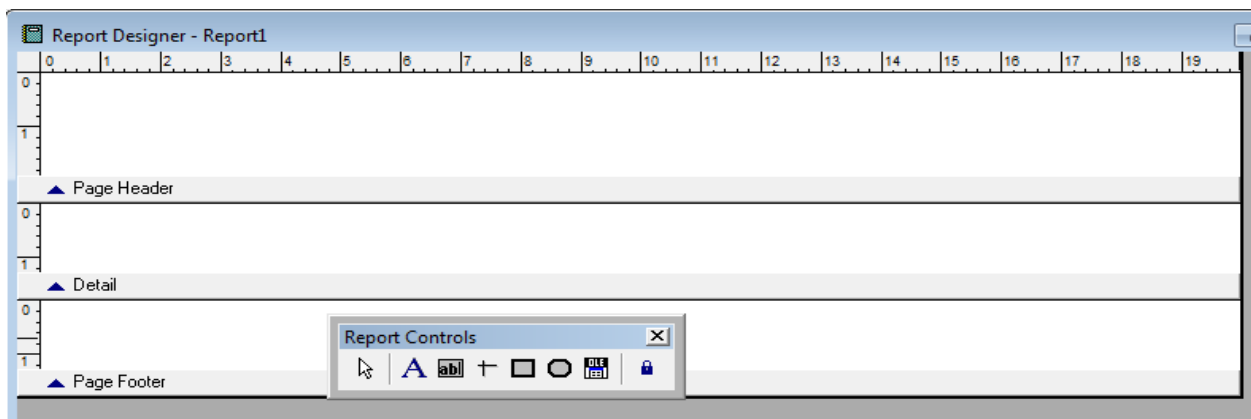 Report Designer - Report1
0 1 2 3 4 5 6 7 8 9 10 11 12 13 14 15 16 17 18 19
0
1
Page Header
0
1
Detail
0
1
Page Footer
Report Controls
A abl OLE